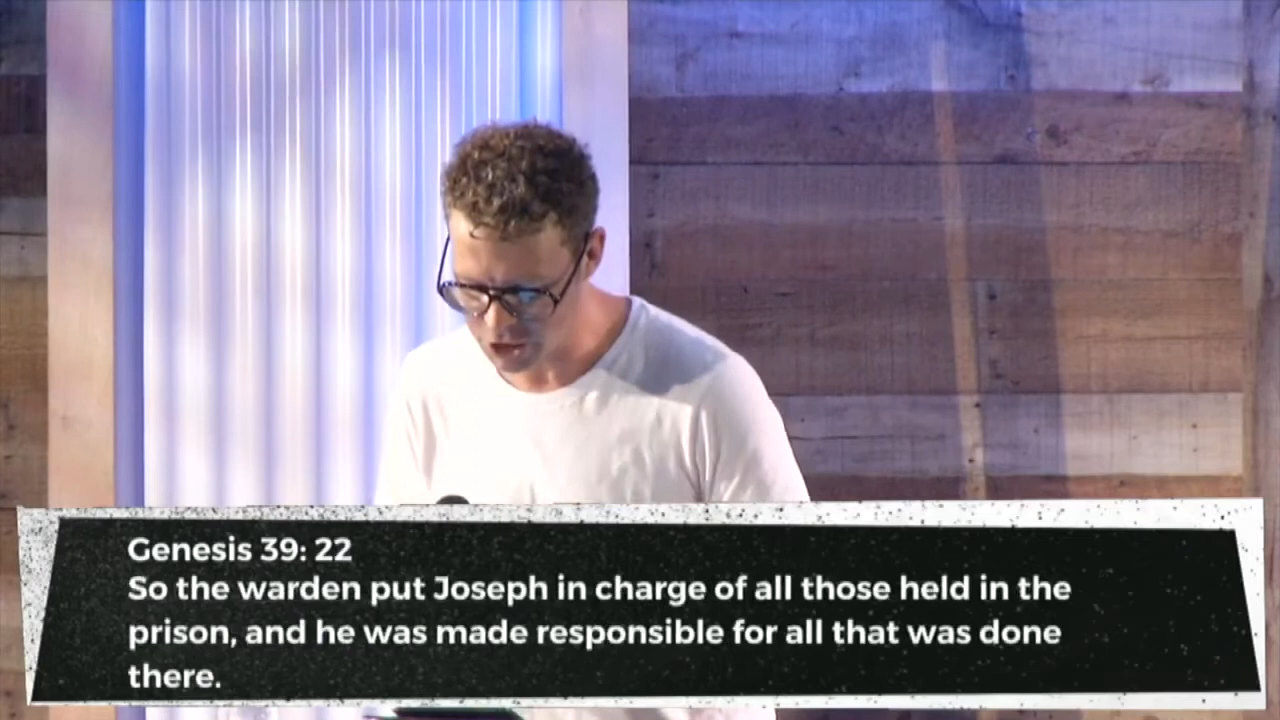 Genesis 39: 22
So the warden put Joseph in charge of all those held in the
prison, and he was made responsible for all that was done
there.